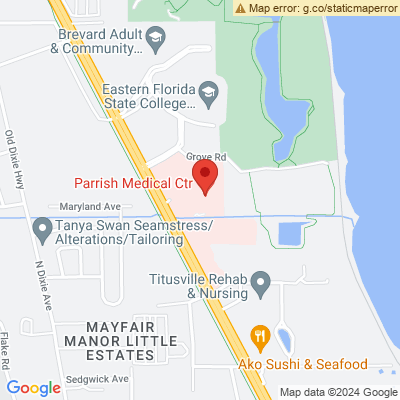 Map error: g.co/staticmaperror
Brevard Adult
& Community...
Eastern Florida
State College...
Grove Rd
Parrish Medical Ctr
Old Dixie Hwy
Maryland Ave
Tanya Swan Seamstress/
Alterations/Tailoring
N Dixie Ave
Titusville Rehab
& Nursing
MAYFAIR
MANOR LITTLE
ESTATES
Flake Rd
Ako Sushi & Seafood
Sedgwick Ave
Google
Map data ©2024 Google